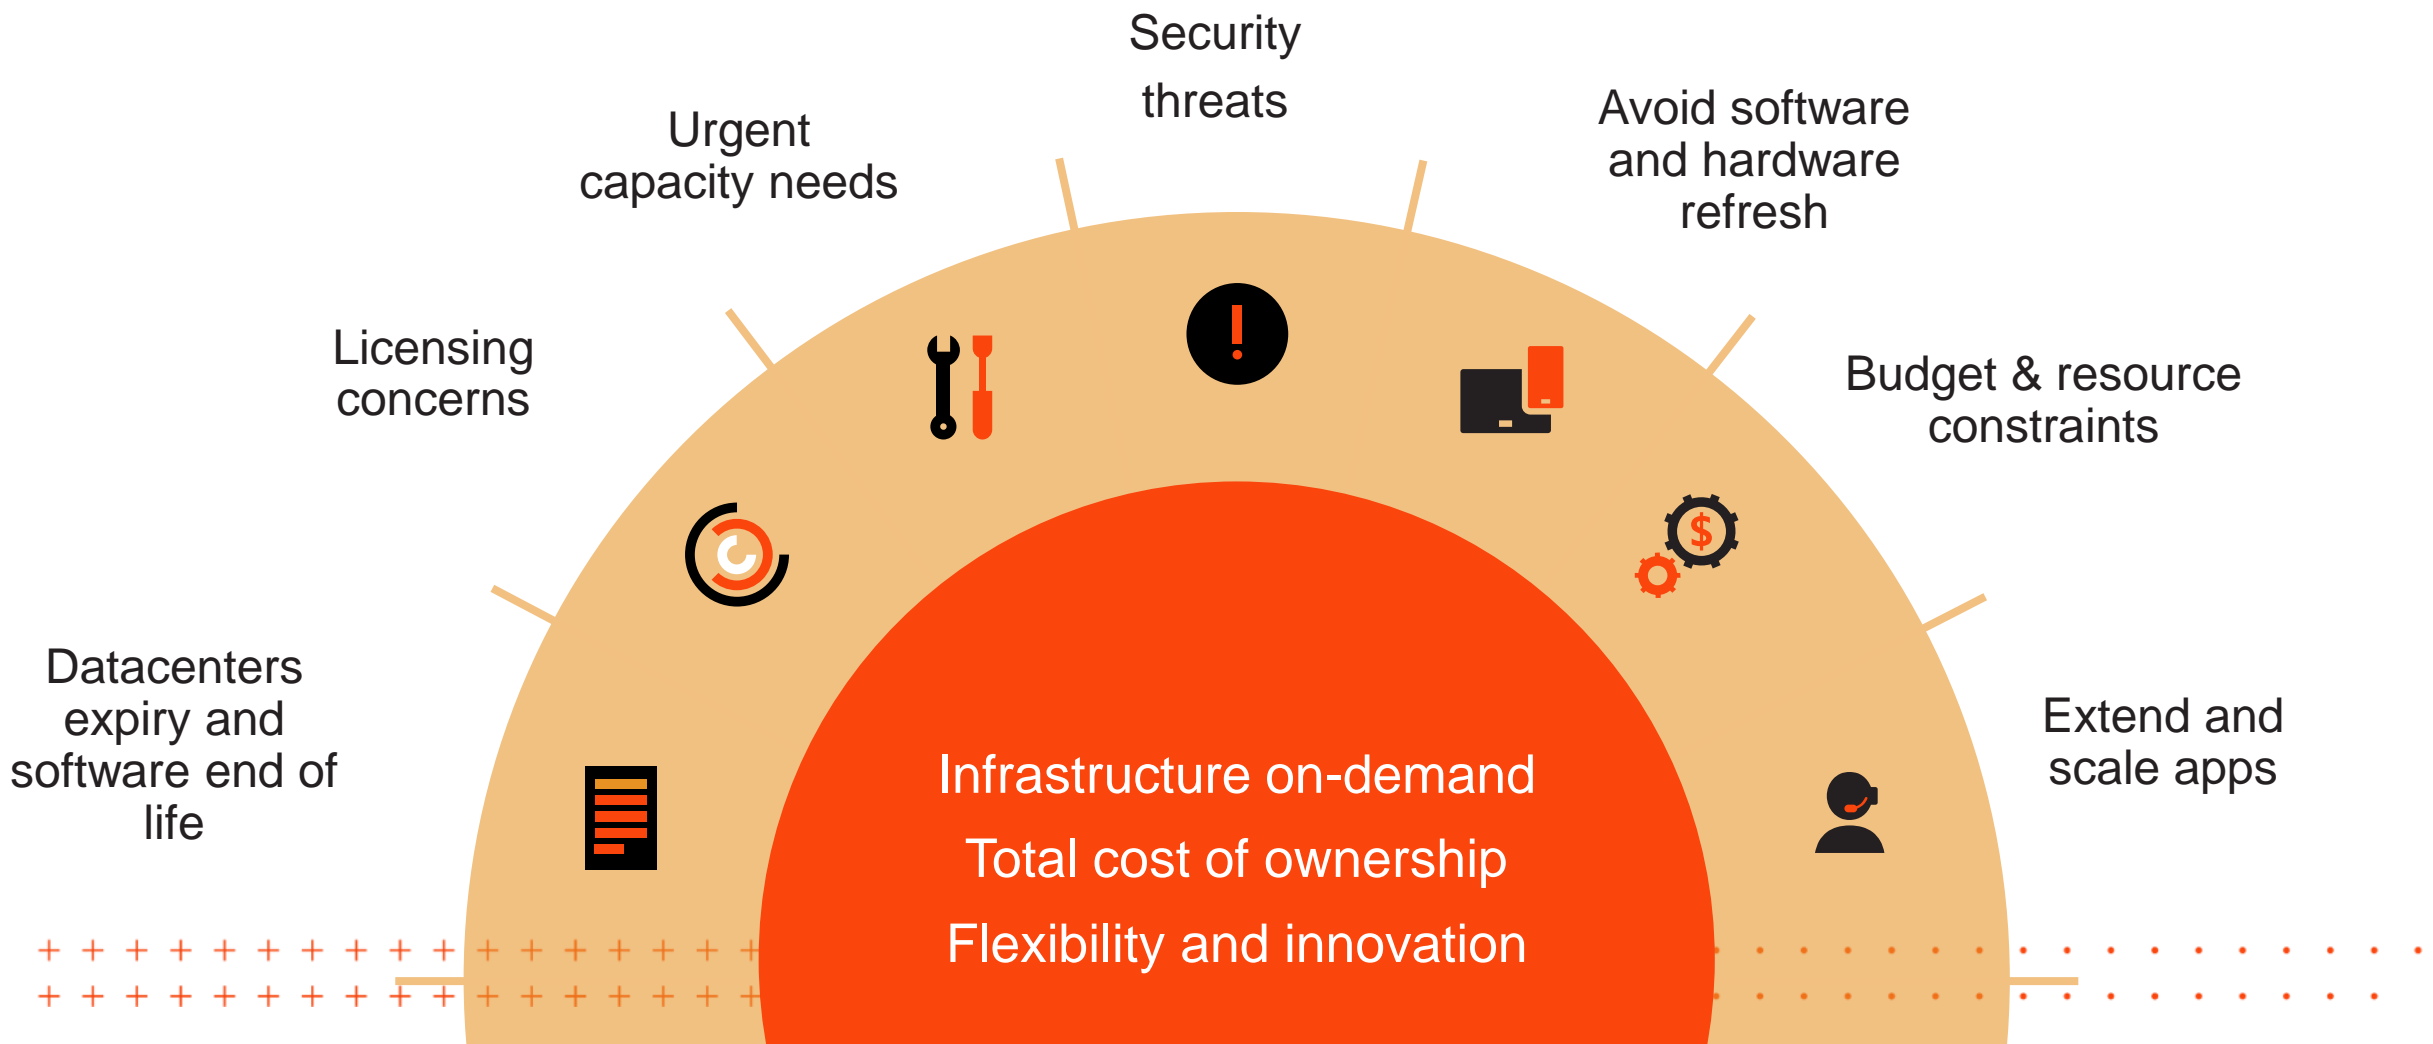 Security
threats
Urgent
capacity needs
Avoid software
and hardware
refresh
Licensing
concerns
Budget & resource
constraints
Datacenters
expiry and
software end of
life
Extend and
scale apps
$
Infrastructure on-demand
Total cost of ownership
Flexibility and innovation